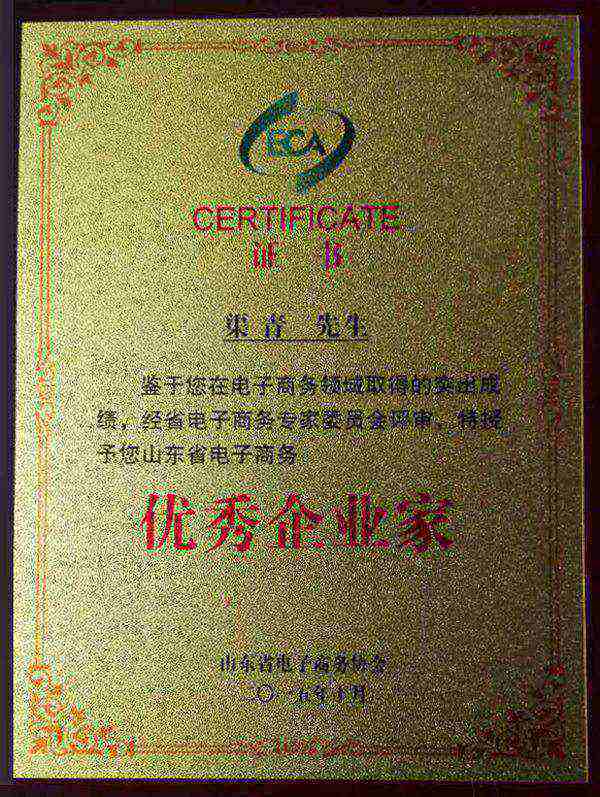 ECA
CERTIFICATE
证 书
渠青 先生
鉴于您在电子商务领域取得的突出成
绩，经省电子商务专家委员会评审，特授
予您山东省电子商务
优秀企业家
山东省电子商务协会